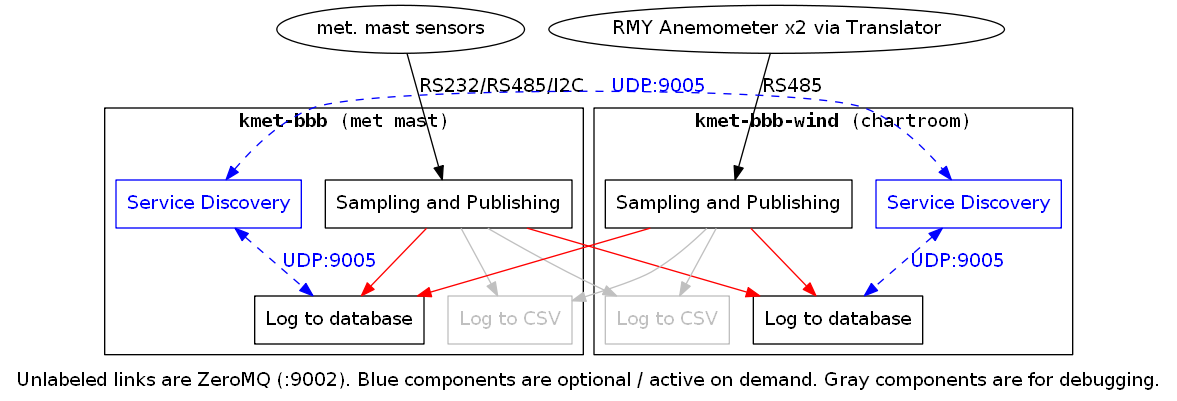 met. mast sensors
RMY Anemometer x2 via Translator
RS232/RS485/I2C
UDP:9005
RS485
kmet-bbb (met mast)
kmet-bbb-wind (chartroom)
Service Discovery
Sampling and Publishing
Sampling and Publishing
Service Discovery
UDP:9005
UDP:9005
Log to database
Log to CSV
Log to CSV
Log to database
Unlabeled links are ZeroMQ (:9002). Blue components are optional / active on demand. Gray components are for debugging.